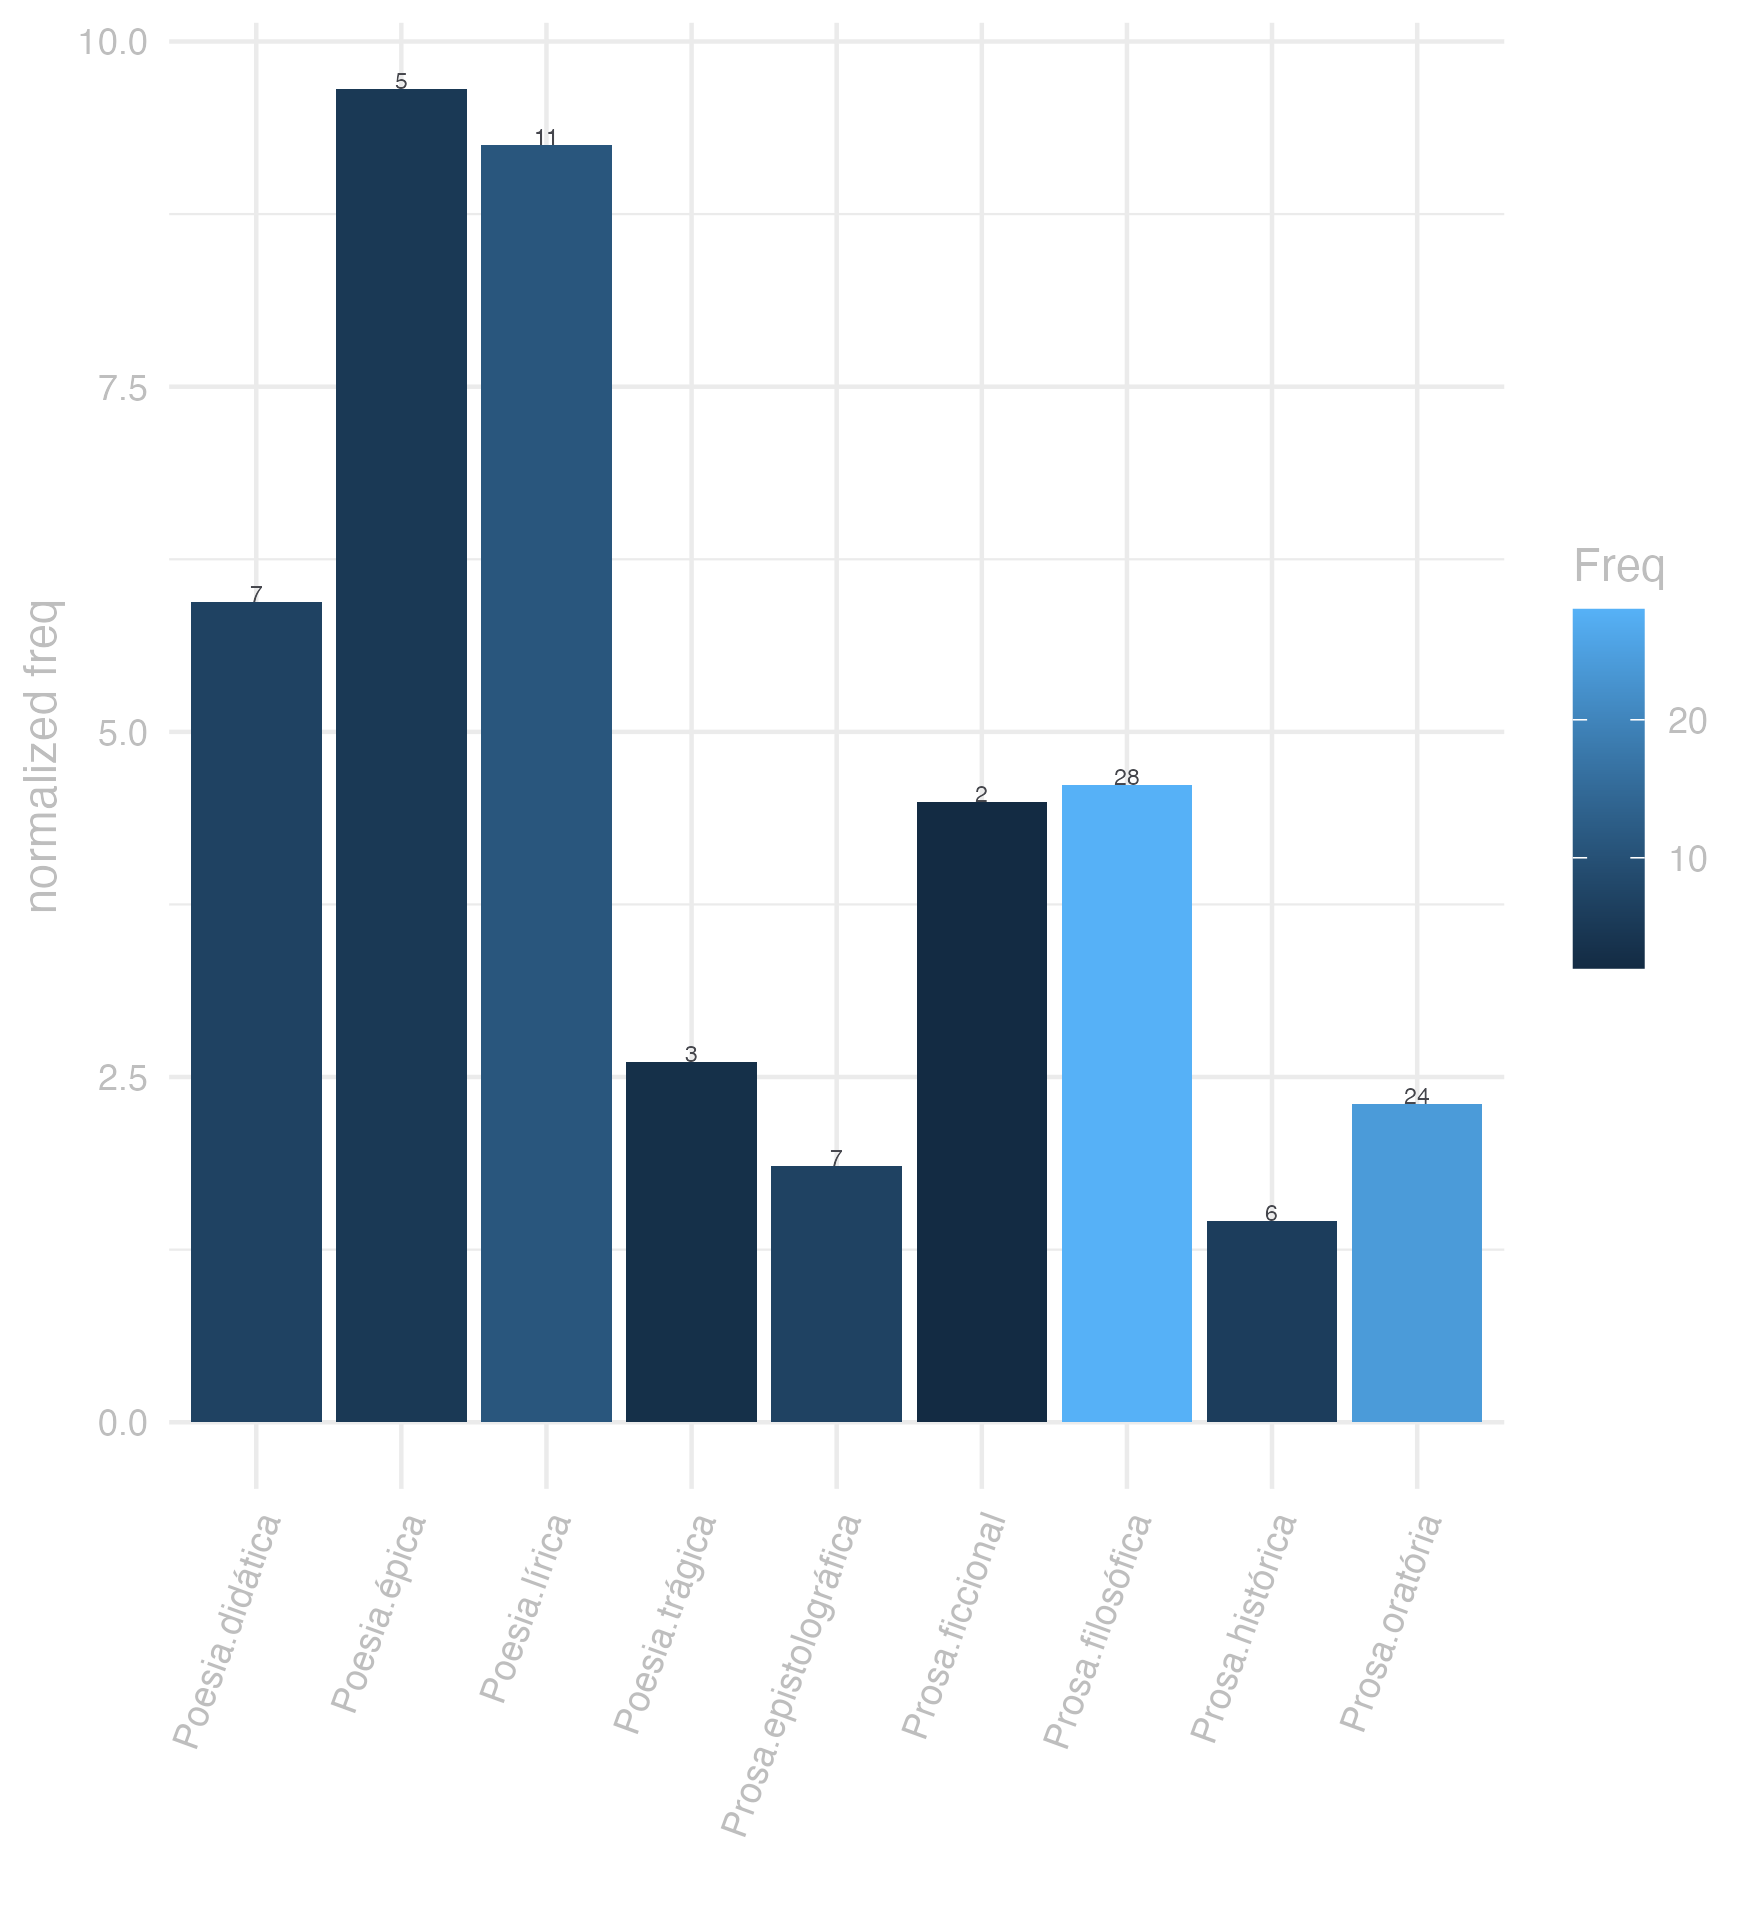 10.0
7.5
5.0
2.5
0.0
normalized freq
7
5
11
3
7
2
28
6
24
Poesia.didática
Poesia.épica
Poesia.lírica
Poesia.trágica
Prosa.epistolográfica
Prosa.ficcional
Prosa.filosófica
Prosa.histórica
Prosa.oratória
Freq
20
10